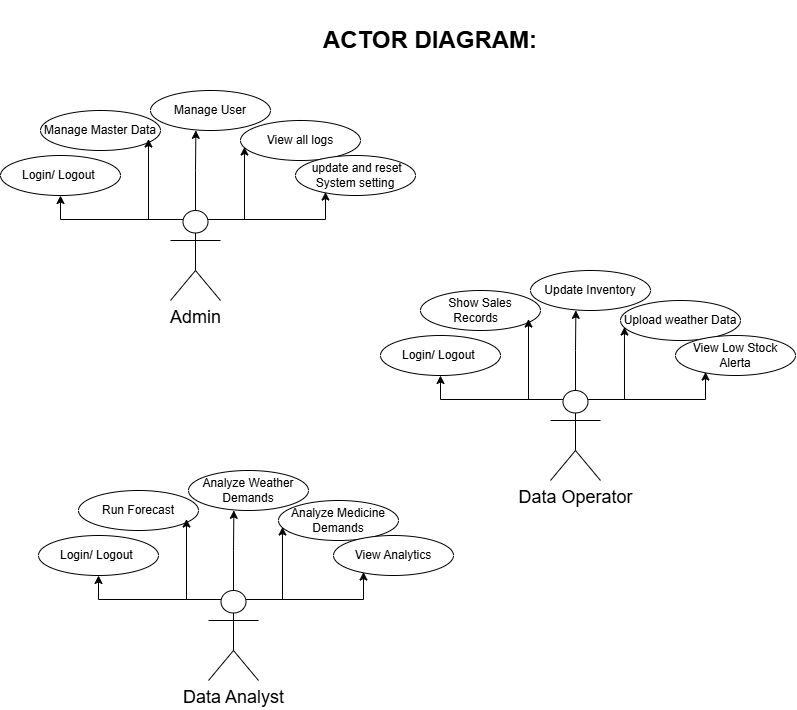 ACTOR DIAGRAM:
Manage User
Manage Master Data
View all logs
Login/ Logout
update and reset
System setting
Admin
Update Inventory
Show Sales
Records
Upload weather Data
Login/ Logout
View Low Stock
Alerta
Data Operator
Analyze Weather
Demands
Run Forecast
Analyze Medicine
Demands
Login/ Logout
View Analytics
Data Analyst